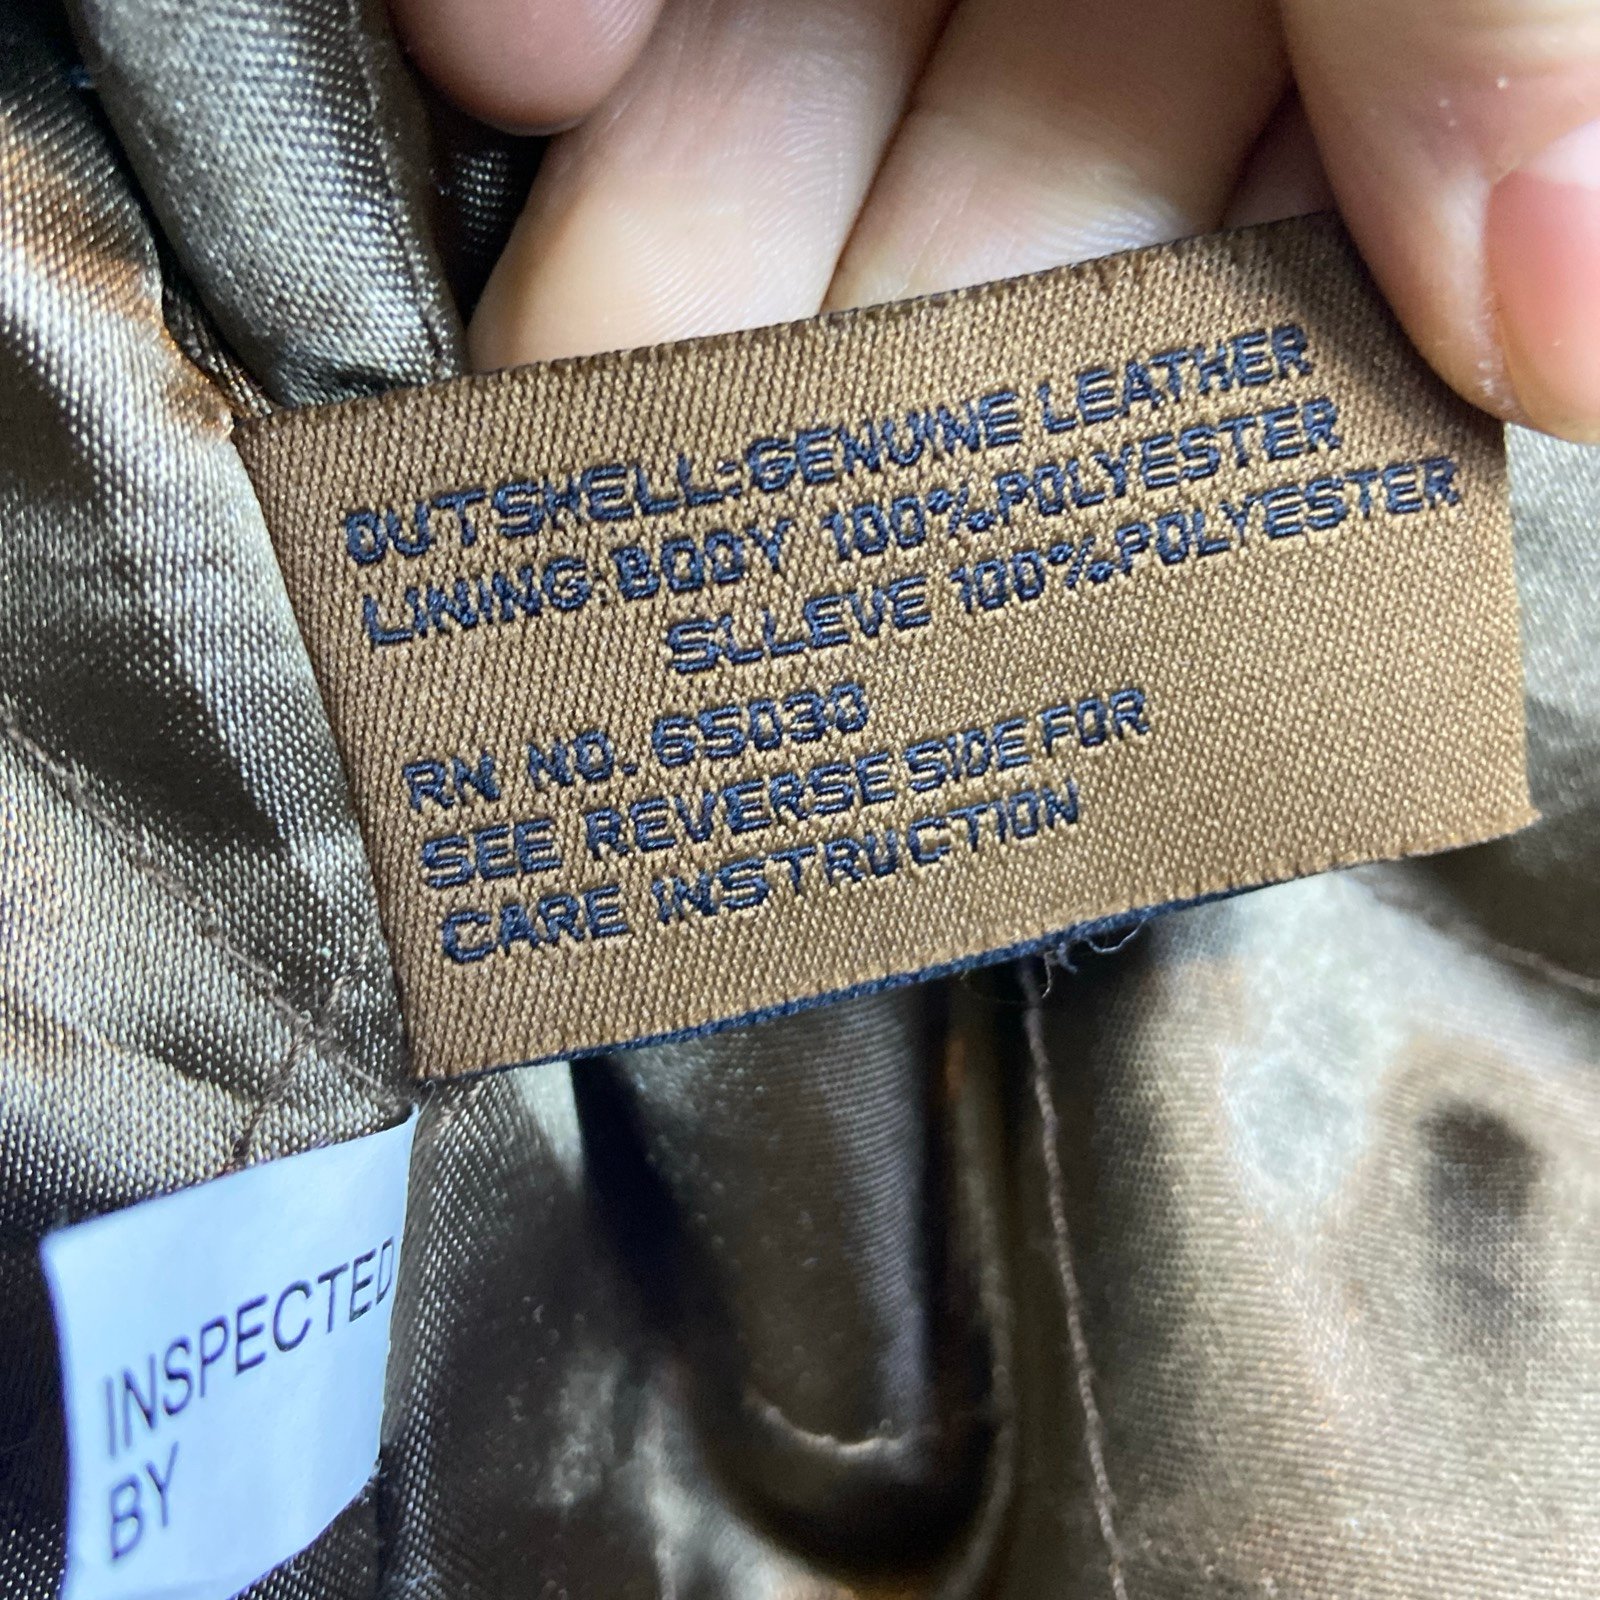 OUTSHELL:GENUINE LEATHER
LINING:BODY 100%.POLYESTER
SLLEVE 100%.POLYESTER
RN NO. 65030
SEE REVERSE SIDE FOR
CARE INSTRUCTION
INSPECTED
BY